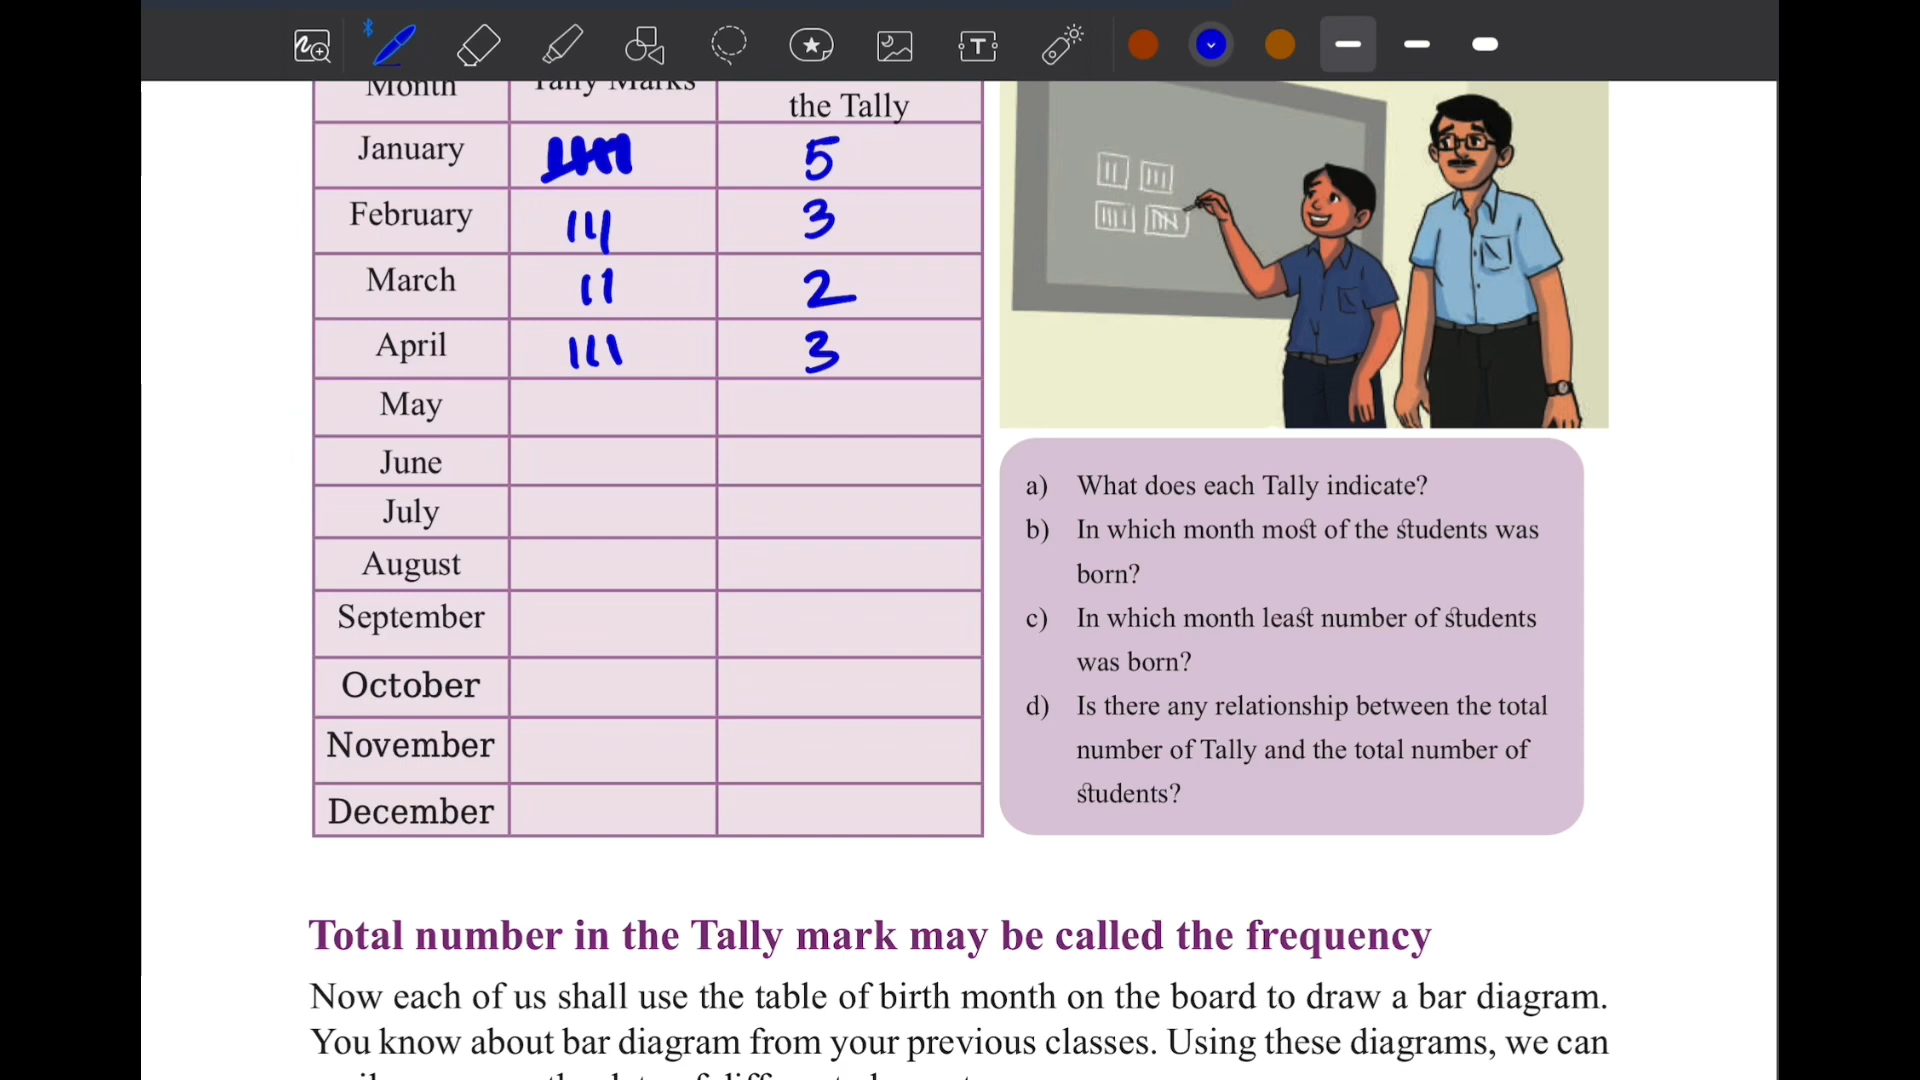 Month Tally Marks the Tally
January 5
February 3
March 2
April 3
May
June
July
August
September
October
November
December
a) What does each Tally indicate?
b) In which month most of the students was
born?
c) In which month least number of students
was born?
d) Is there any relationship between the total
number of Tally and the total number of
students?
Total number in the Tally mark may be called the frequency
Now each of us shall use the table of birth month on the board to draw a bar diagram.
You know about bar diagram from your previous classes. Using these diagrams, we can